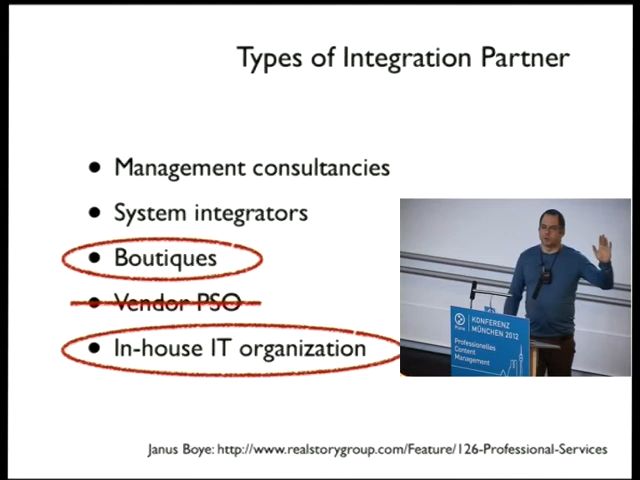 Types of Integration Partner
• Management consultancies
• System integrators
• Boutiques
• Vendor PSO
• In-house IT organization
KONFERENZ
MÜNCHEN 2012
Professionelles
Content
Management
Janus Boye: http://www.realstorygroup.com/Feature/126-Professional-Services